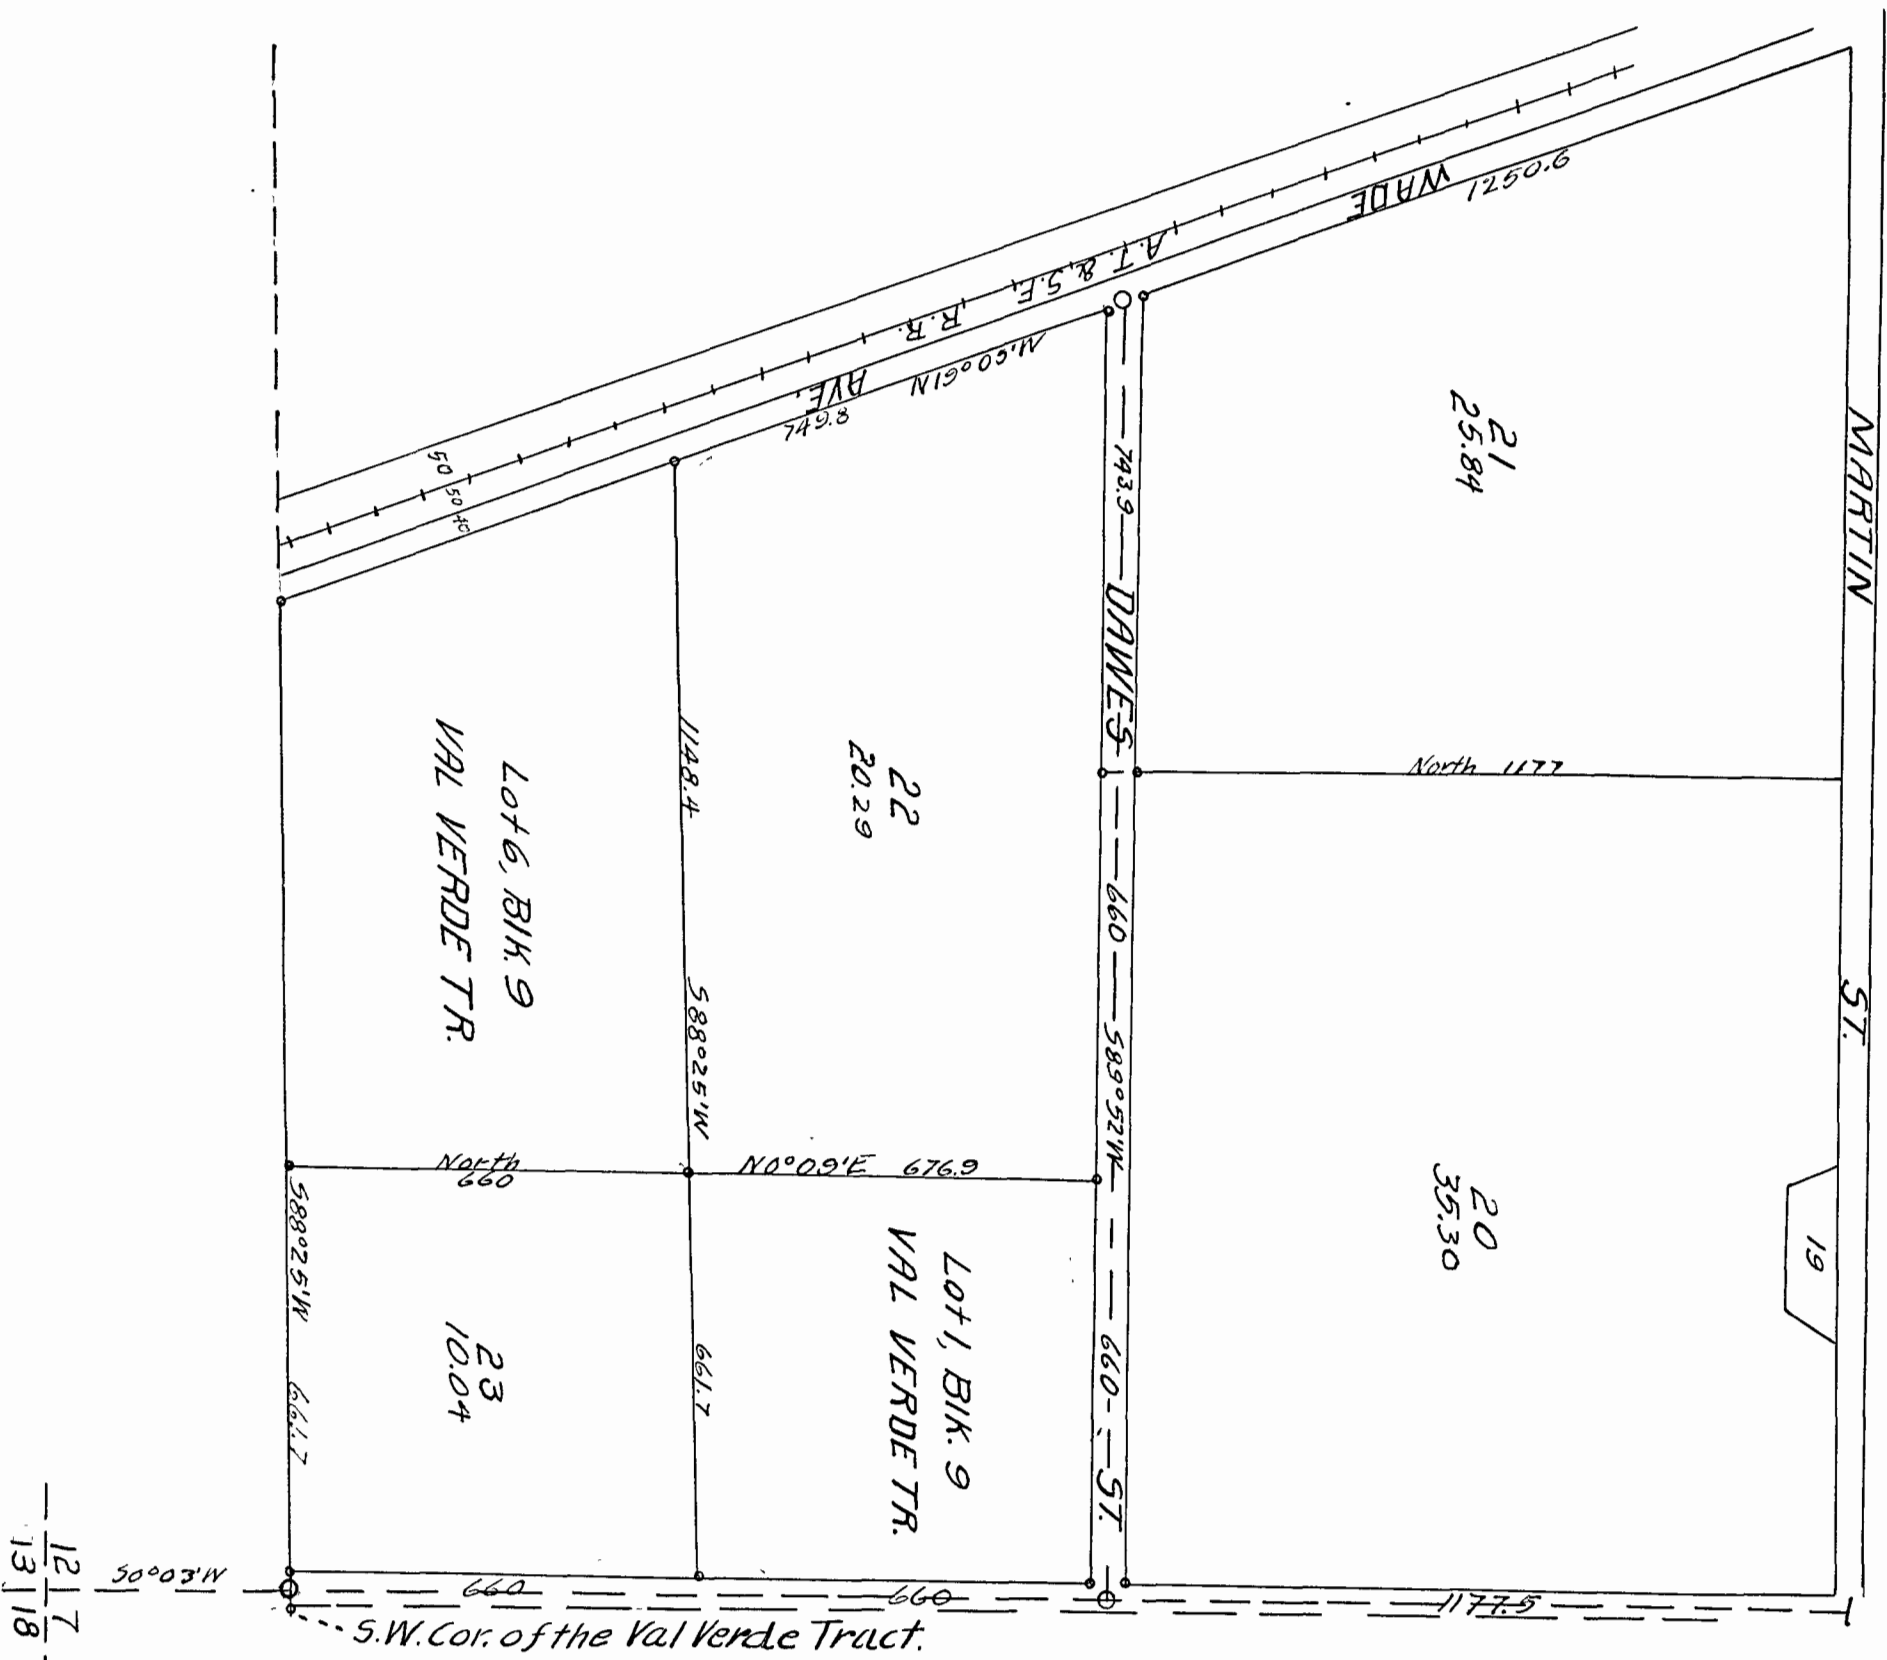 MARTIN ST.
WADE AVE.
1250.6
A.T. & S.F. R.R.
N19°50'W
749.8
50 50 40
21
25.84
743.9
DAWES ST.
660
S89°52'W
660
North 1177
22
20.29
1148.4
S88°25'W
Lot 6, Blk. 9
VAL VERDE TR.
20
35.30
19
North
660
N0°09'E 676.9
S88°25'W 661.7
23
10.04
661.7
Lot 1, Blk. 9
VAL VERDE TR.
660
660
1177.5
S0°03'W
12 7
13 18
S.W. Cor. of the Val Verde Tract.